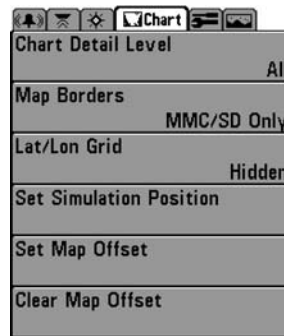 Chart
Chart Detail Level
Al
Map Borders
MMC/SD Only
Lat/Lon Grid
Hidden
Set Simulation Position
Set Map Offset
Clear Map Offset